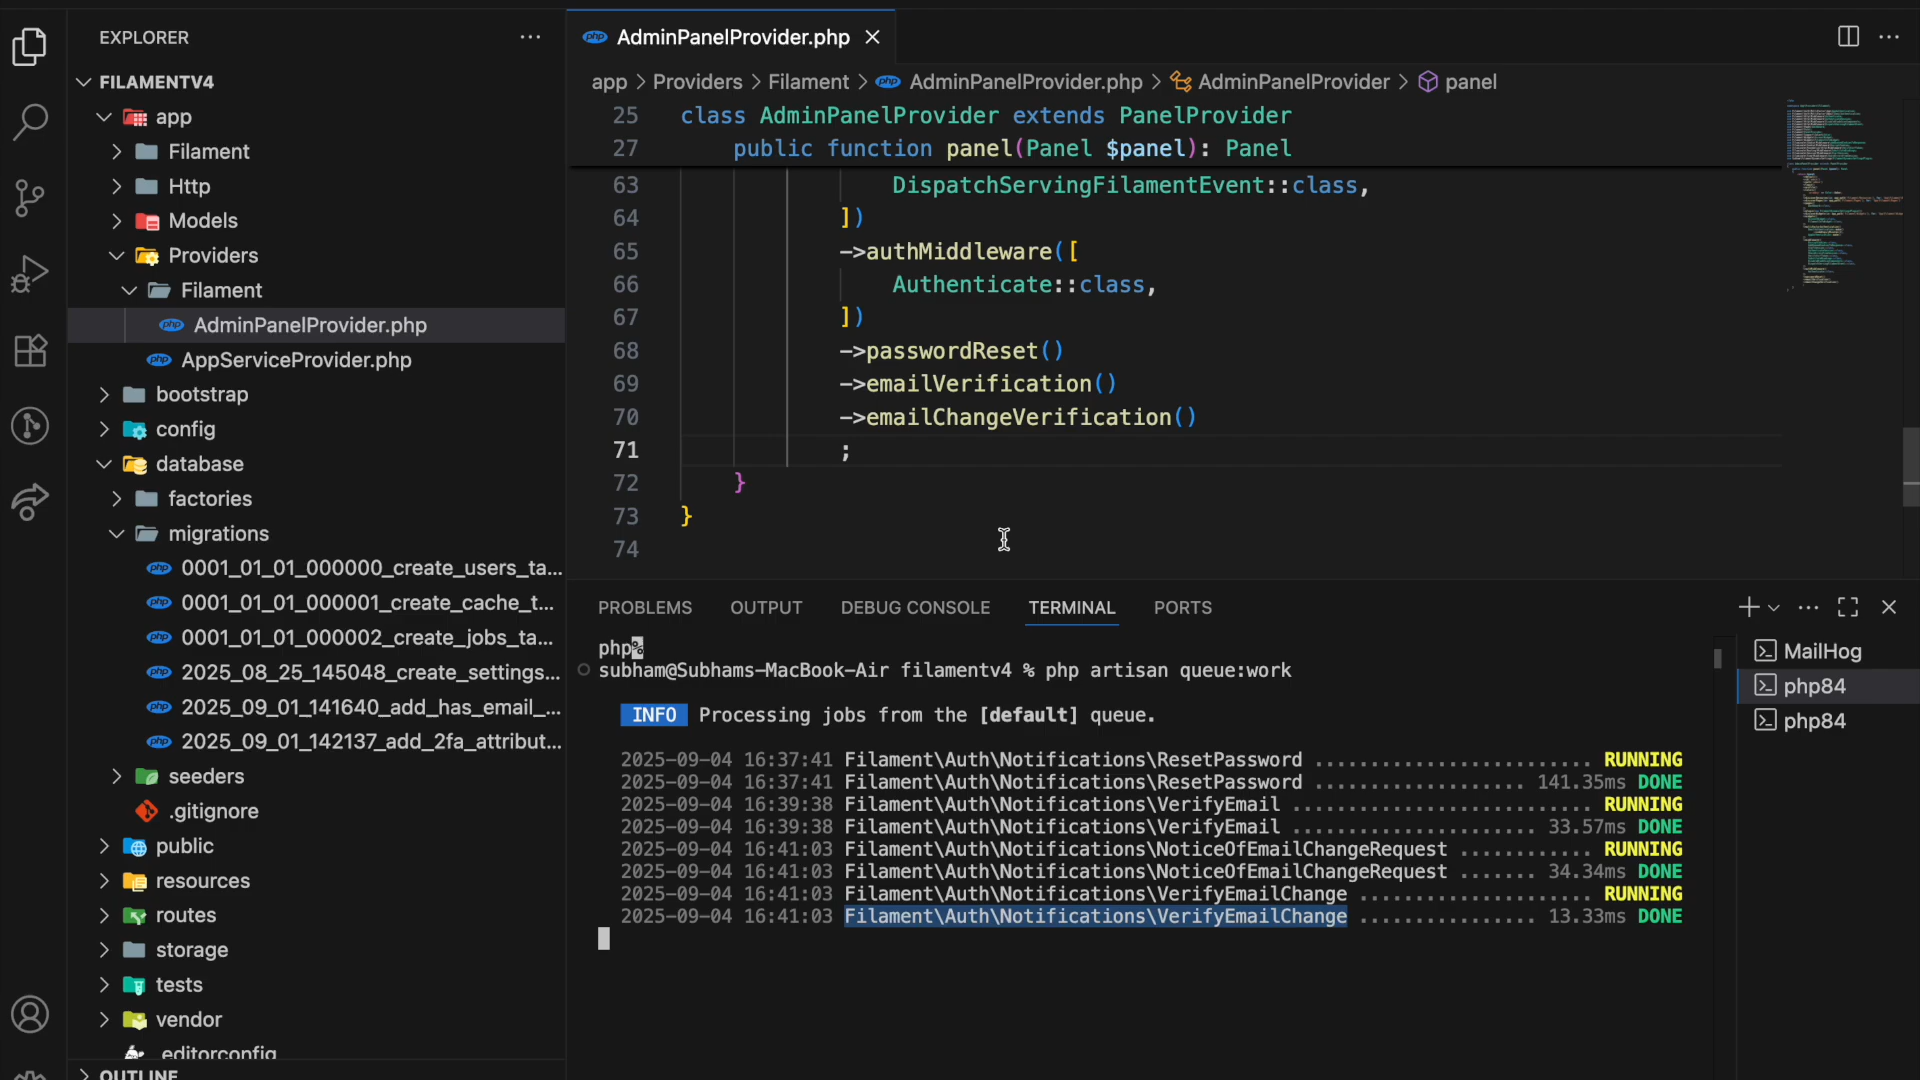 EXPLORER
FILAMENTV4
app
Filament
Http
Models
Providers
Filament
AdminPanelProvider.php
AppServiceProvider.php
bootstrap
config
database
factories
migrations
0001_01_01_000000_create_users_ta...
0001_01_01_000001_create_cache_t...
0001_01_01_000002_create_jobs_ta...
2025_08_25_145048_create_settings...
2025_09_01_141640_add_has_email_...
2025_09_01_142137_add_2fa_attribut...
seeders
.gitignore
public
resources
routes
storage
tests
vendor
.editorconfig
OUTLINE
php AdminPanelProvider.php
app > Providers > Filament > php AdminPanelProvider.php > AdminPanelProvider > panel
25 class AdminPanelProvider extends PanelProvider
27 public function panel(Panel $panel): Panel
63 DispatchServingFilamentEvent::class,
64 ])
65 ->authMiddleware([
66 Authenticate::class,
67 ])
68 ->passwordReset()
69 ->emailVerification()
70 ->emailChangeVerification()
71 ;
72 }
73 }
74
PROBLEMS OUTPUT DEBUG CONSOLE TERMINAL PORTS
php%
subham@Subhams-MacBook-Air filamentv4 % php artisan queue:work
INFO Processing jobs from the [default] queue.
2025-09-04 16:37:41 Filament\Auth\Notifications\ResetPassword ......................... RUNNING
2025-09-04 16:37:41 Filament\Auth\Notifications\ResetPassword ................... 141.35ms DONE
2025-09-04 16:39:38 Filament\Auth\Notifications\VerifyEmail ........................... RUNNING
2025-09-04 16:39:38 Filament\Auth\Notifications\VerifyEmail ...................... 33.57ms DONE
2025-09-04 16:41:03 Filament\Auth\Notifications\NoticeOfEmailChangeRequest ............ RUNNING
2025-09-04 16:41:03 Filament\Auth\Notifications\NoticeOfEmailChangeRequest ....... 34.34ms DONE
2025-09-04 16:41:03 Filament\Auth\Notifications\VerifyEmailChange ..................... RUNNING
2025-09-04 16:41:03 Filament\Auth\Notifications\VerifyEmailChange ................ 13.33ms DONE
MailHog
php84
php84